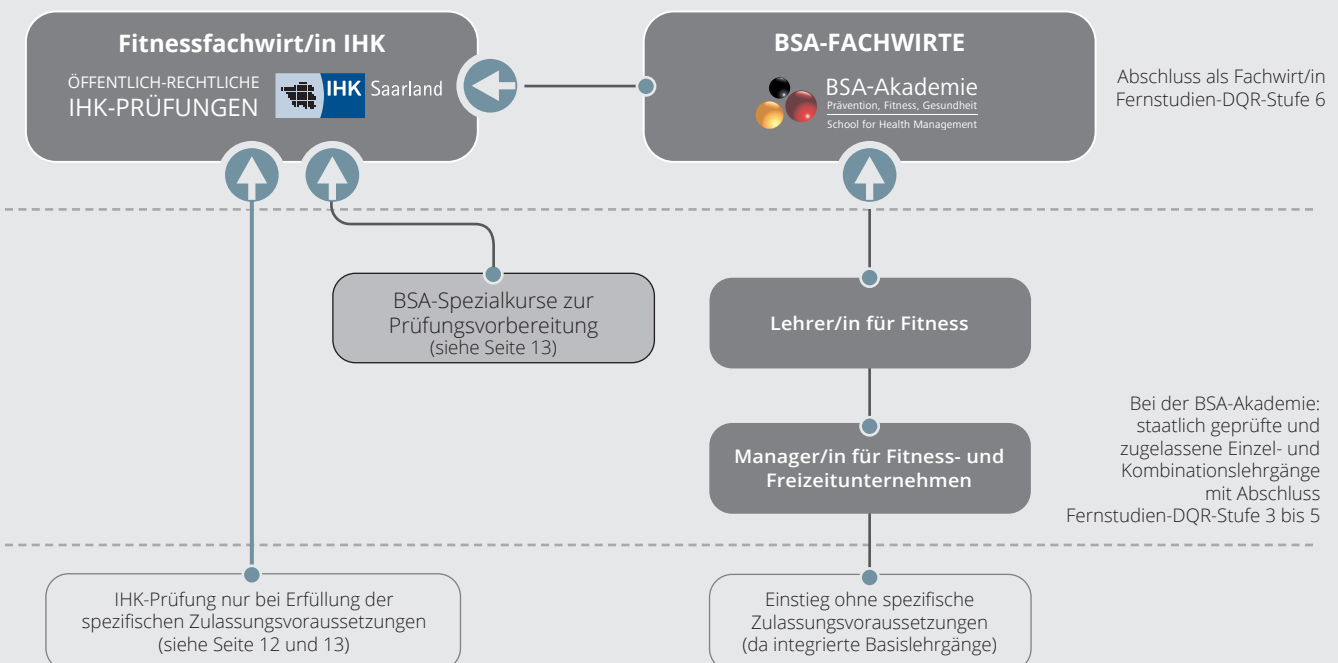 Fitnessfachwirt/in IHK
ÖFFENTLICH-RECHTLICHE
IHK-PRÜFUNGEN
IHK Saarland
BSA-FACHWIRTE
BSA-Akademie
Prävention, Fitness, Gesundheit
School for Health Management
Abschluss als Fachwirt/in
Fernstudien-DQR-Stufe 6
BSA-Spezialkurse zur
Prüfungsvorbereitung
(siehe Seite 13)
Lehrer/in für Fitness
Manager/in für Fitness- und
Freizeitunternehmen
Bei der BSA-Akademie:
staatlich geprüfte und
zugelassene Einzel- und
Kombinationslehrgänge
mit Abschluss
Fernstudien-DQR-Stufe 3 bis 5
IHK-Prüfung nur bei Erfüllung der
spezifischen Zulassungsvoraussetzungen
(siehe Seite 12 und 13)
Einstieg ohne spezifische
Zulassungsvoraussetzungen
(da integrierte Basislehrgänge)